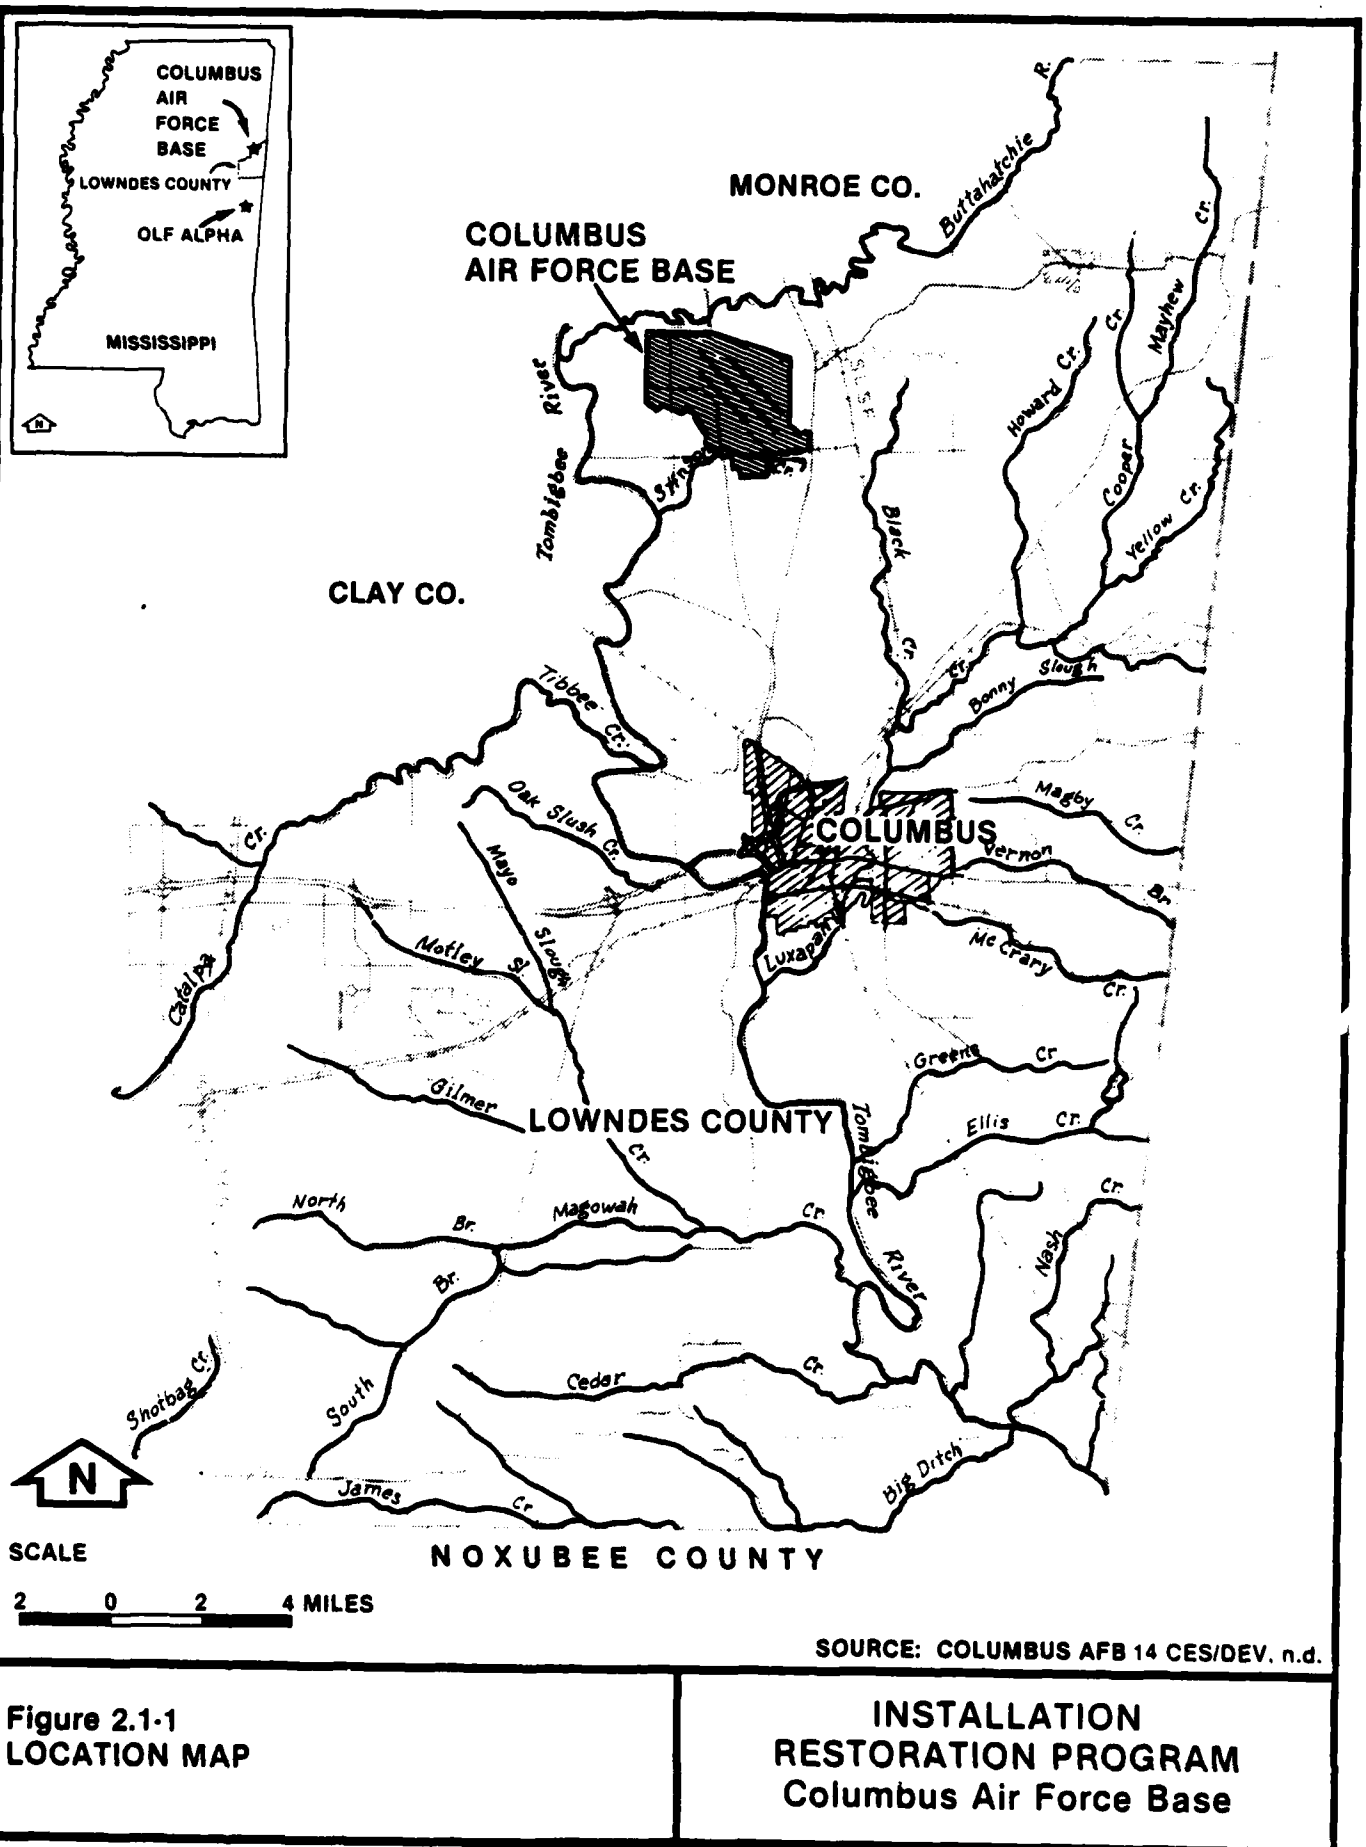 COLUMBUS
AIR
FORCE
BASE
LOWNDES COUNTY
OLF ALPHA
MISSISSIPPI
N
MONROE CO.
COLUMBUS
AIR FORCE BASE
Buttahatchie
R.
Tombigbee
River
Black
Cr.
Howard
Cr.
Cr.
Mayhew
Cr.
Cooper
Yellow
Cr.
CLAY CO.
Tibbee
Cr.
Cr.
Bonny
Slough
Oak Slush
Cr.
Mayo
Slough
Magby
Cr.
COLUMBUS
Vernon
Br.
Cr.
Catalpa
Motley
Sl.
Luxapah
McCrary
Cr.
Greene
Cr
Gilmer
LOWNDES COUNTY
Cr.
Tombigbee
River
Ellis
Cr.
North
Br.
Magowah
Cr.
Cr.
Nash
Br.
South
Shotbag
Cr.
Cedar
Cr.
Big Ditch
N
James
Cr
SCALE
2 0 2 4 MILES
NOXUBEE COUNTY
SOURCE: COLUMBUS AFB 14 CES/DEV, n.d.
Figure 2.1-1
LOCATION MAP
INSTALLATION
RESTORATION PROGRAM
Columbus Air Force Base